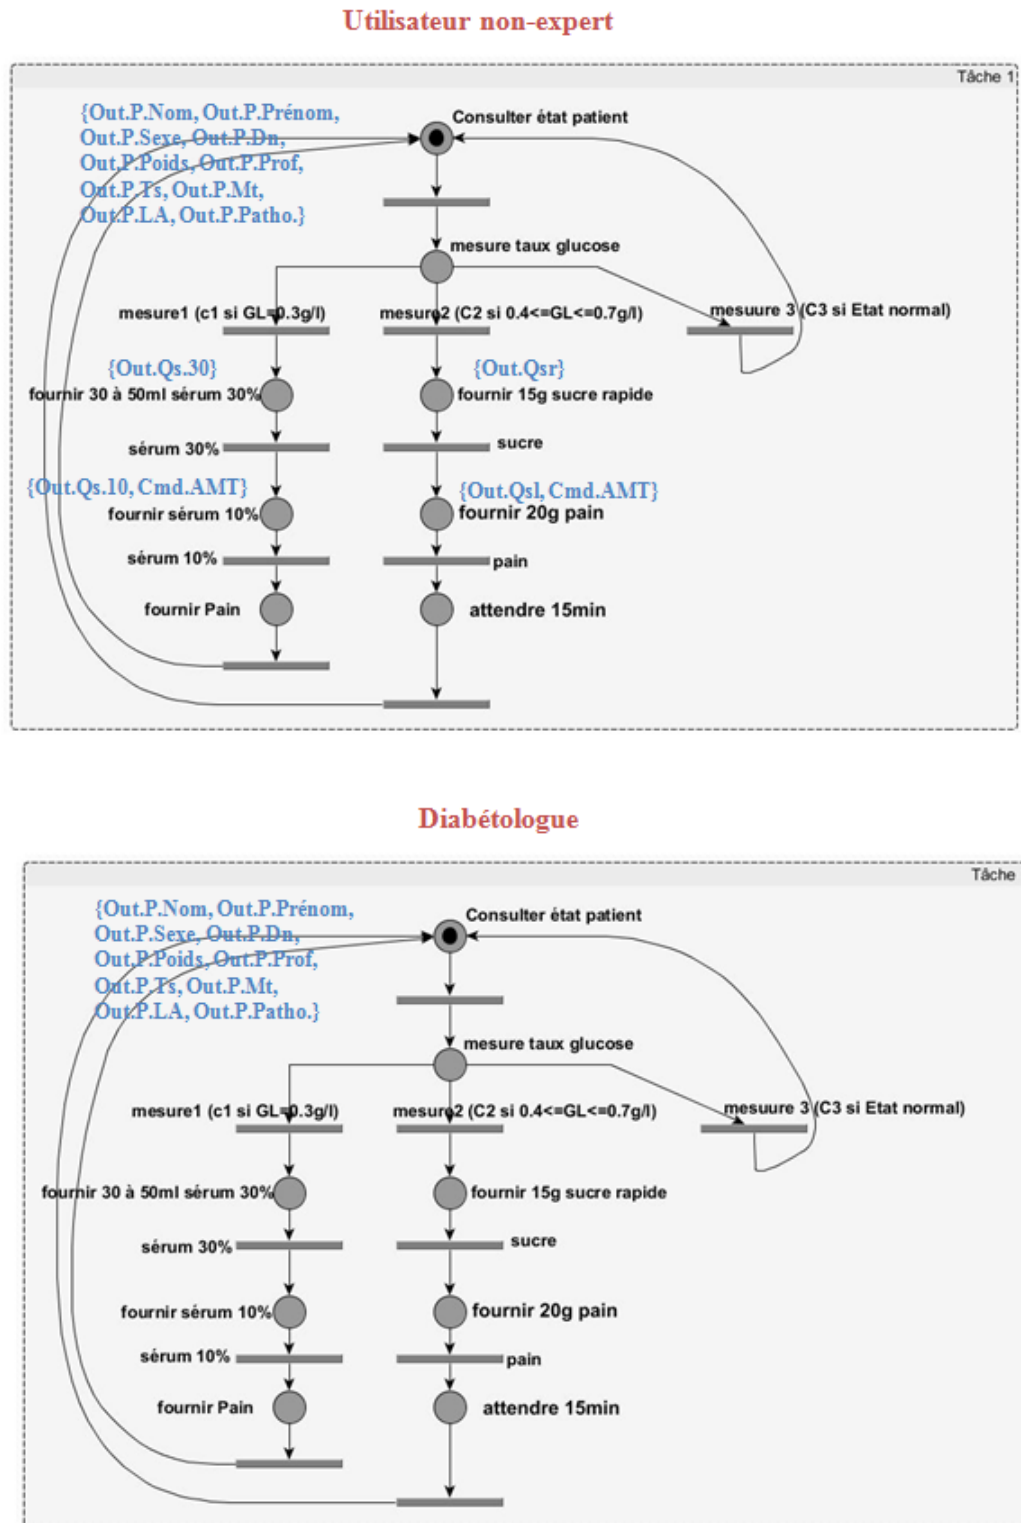 Utilisateur non-expert
Tâche 1
{Out.P.Nom, Out.P.Prénom,
Out.P.Sexe, Out.P.Dn,
Out.P.Poids, Out.P.Prof,
Out.P.Ts, Out.P.Mt,
Out.P.LA, Out.P.Patho.}
Consulter état patient
mesure taux glucose
mesure1 (c1 si GL=0.3g/l)
mesure2 (C2 si 0.4<=GL<=0.7g/l)
mesuure 3 (C3 si Etat normal)
{Out.Qs.30}
{Out.Qsr}
fournir 30 à 50ml sérum 30%
fournir 15g sucre rapide
sérum 30%
sucre
{Out.Qs.10, Cmd.AMT}
{Out.Qsl, Cmd.AMT}
fournir sérum 10%
fournir 20g pain
sérum 10%
pain
fournir Pain
attendre 15min
Diabétologue
Tâche
{Out.P.Nom, Out.P.Prénom,
Out.P.Sexe, Out.P.Dn,
Out.P.Poids, Out.P.Prof,
Out.P.Ts, Out.P.Mt,
Out.P.LA, Out.P.Patho.}
Consulter état patient
mesure taux glucose
mesure1 (c1 si GL=0.3g/l)
mesure2 (C2 si 0.4<=GL<=0.7g/l)
mesuure 3 (C3 si Etat normal)
fournir 30 à 50ml sérum 30%
fournir 15g sucre rapide
sérum 30%
sucre
fournir sérum 10%
fournir 20g pain
sérum 10%
pain
fournir Pain
attendre 15min